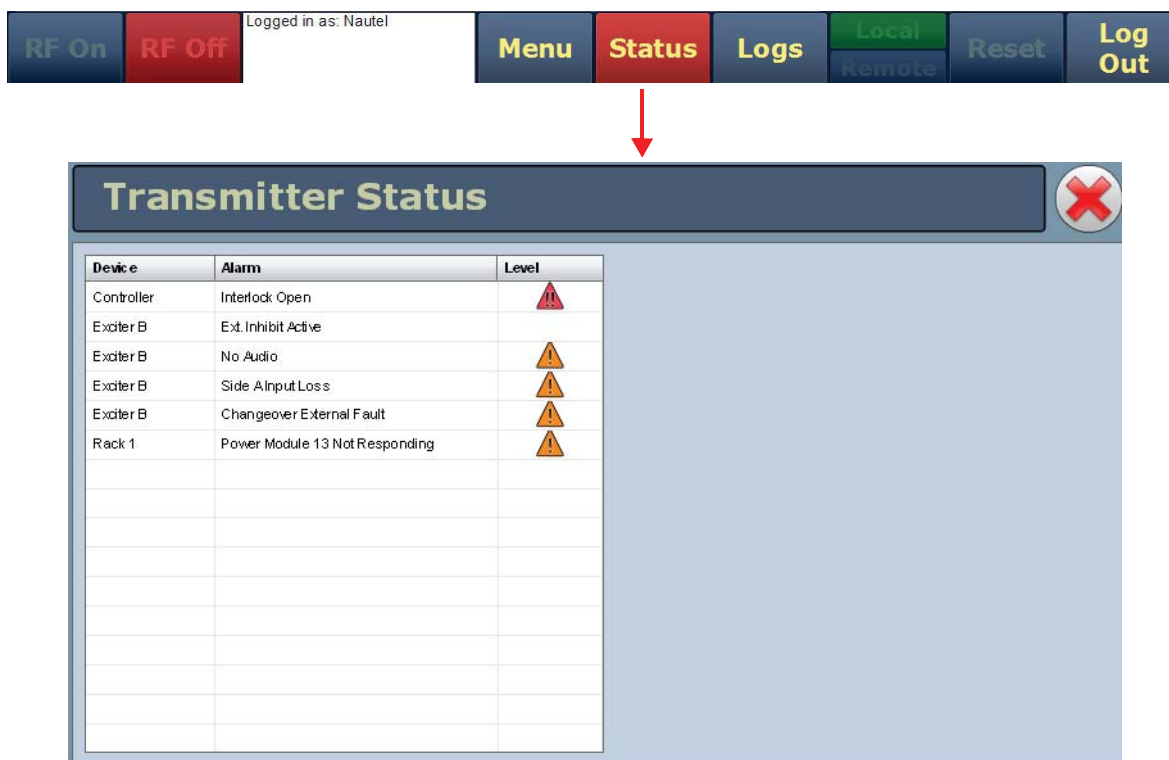 RF On RF Off Logged in as: Nautel Menu Status Logs Local Remote Reset Log Out
Transmitter Status
Device Alarm Level
Controller Interlock Open
Exciter B Ext. Inhibit Active
Exciter B No Audio
Exciter B Side A Input Loss
Exciter B Changeover External Fault
Rack 1 Power Module 13 Not Responding